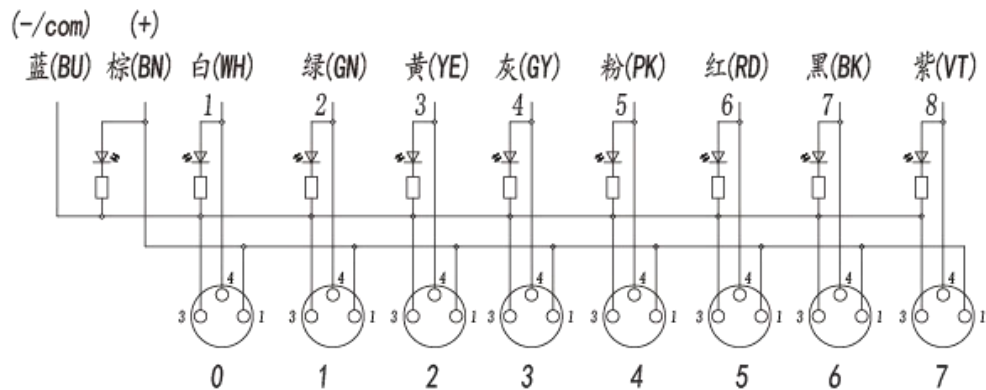 (-/com) (+)
蓝(BU) 棕(BN) 白(WH) 绿(GN) 黄(YE) 灰(GY) 粉(PK) 红(RD) 黑(BK) 紫(VT)
1 2 3 4 5 6 7 8
4 4 4 4 4 4 4 4
3 1 3 1 3 1 3 1 3 1 3 1 3 1 3 1
0 1 2 3 4 5 6 7